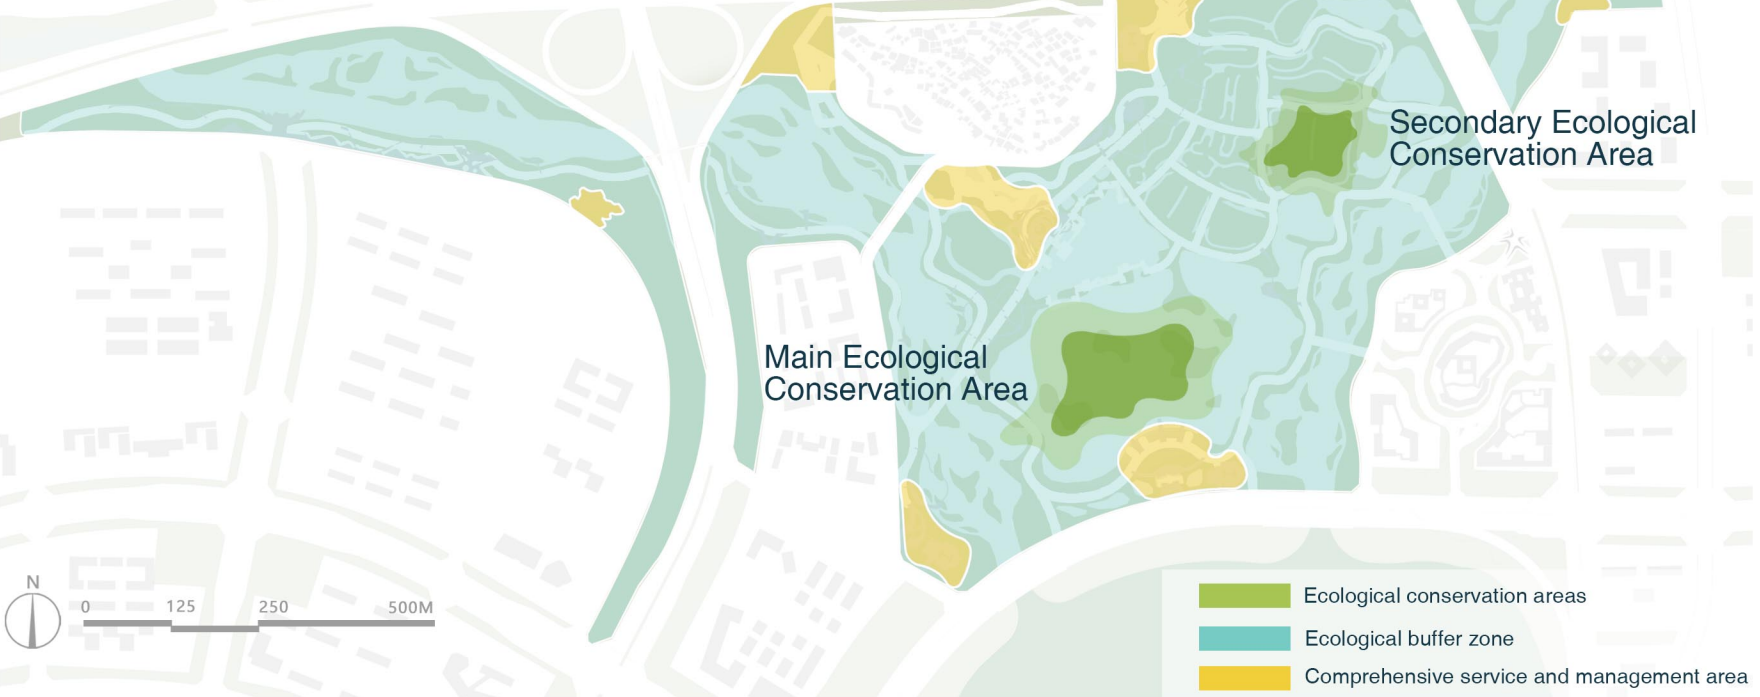 Secondary Ecological
Conservation Area
Main Ecological
Conservation Area
N
0 125 250 500M
Ecological conservation areas
Ecological buffer zone
Comprehensive service and management area